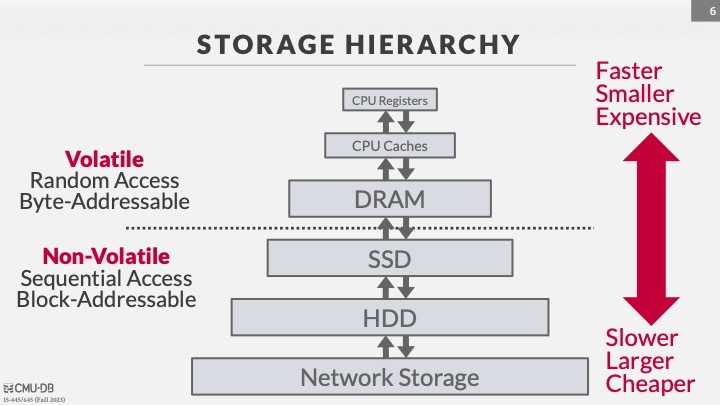 6
STORAGE HIERARCHY
Faster
Smaller
Expensive
CPU Registers
CPU Caches
DRAM
Volatile
Random Access
Byte-Addressable
Non-Volatile
Sequential Access
Block-Addressable
SSD
HDD
Network Storage
Slower
Larger
Cheaper
CMU-DB
15-445/645 (Fall 2023)